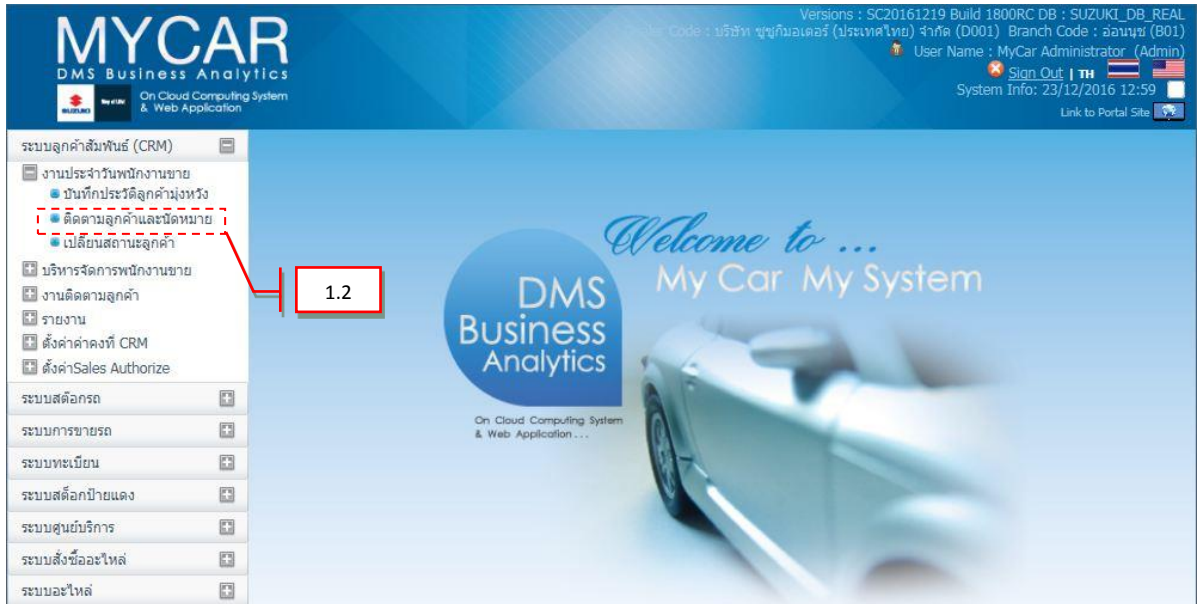 MYCAR
DMS Business Analytics
SUZUKI
Way of Life!
On Cloud Computing System
& Web Application
Versions : SC20161219 Build 1800RC DB : SUZUKI_DB_REAL
Code : บริษัท ซูซูกิมอเตอร์ (ประเทศไทย) จำกัด (D001) Branch Code : อ่อนนุช (B01)
User Name : MyCar Administrator (Admin)
Sign Out | TH
System Info: 23/12/2016 12:59
Link to Portal Site
ระบบลูกค้าสัมพันธ์ (CRM)
งานประจำวันพนักงานขาย
บันทึกประวัติลูกค้ามุ่งหวัง
ติดตามลูกค้าและนัดหมาย
เปลี่ยนสถานะลูกค้า
บริหารจัดการพนักงานขาย
งานติดตามลูกค้า
รายงาน
ตั้งค่าค่าคงที่ CRM
ตั้งค่าSales Authorize
ระบบสต๊อกรถ
ระบบการขายรถ
ระบบทะเบียน
ระบบสต็อกป้ายแดง
ระบบศูนย์บริการ
ระบบสั่งซื้ออะไหล่
ระบบอะไหล่
1.2
Welcome to ...
My Car My System
DMS
Business
Analytics
On Cloud Computing System
& Web Application...